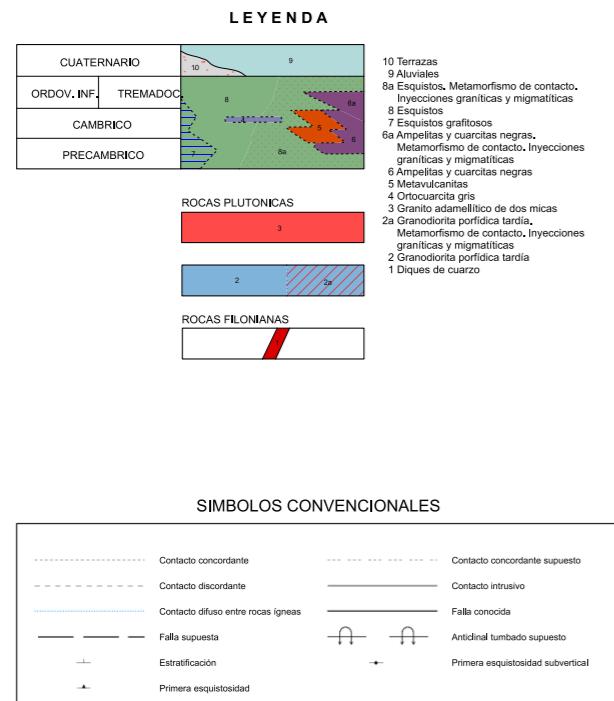 LEYENDA
CUATERNARIO
10
9
ORDOV. INF.
TREMADOC.
CAMBRICO
PRECAMBRICO
8
6a
5
6
7
8a
10 Terrazas
9 Aluviales
8a Esquistos. Metamorfismo de contacto.
Inyecciones graníticas y migmatíticas
8 Esquistos
7 Esquistos grafitosos
6a Ampelitas y cuarcitas negras.
Metamorfismo de contacto. Inyecciones
graníticas y migmatíticas
6 Ampelitas y cuarcitas negras
5 Metavulcanitas
4 Ortocuarcita gris
3 Granito adamellítico de dos micas
2a Granodiorita porfídica tardía.
Metamorfismo de contacto. Inyecciones
graníticas y migmatíticas
2 Granodiorita porfídica tardía
1 Diques de cuarzo
ROCAS PLUTONICAS
3
2
2a
ROCAS FILONIANAS
SIMBOLOS CONVENCIONALES
Contacto concordante
Contacto concordante supuesto
Contacto discordante
Contacto intrusivo
Contacto difuso entre rocas ígneas
Falla conocida
Falla supuesta
Anticlinal tumbado supuesto
Estratificación
Primera esquistosidad subvertical
Primera esquistosidad